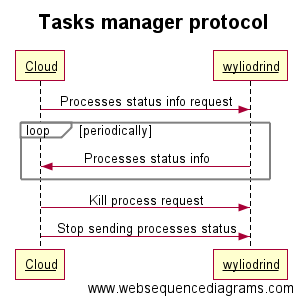 Tasks manager protocol
Cloud wyliodrind
Processes status info request
loop [periodically]
Processes status info
Kill process request
Stop sending processes status
Cloud wyliodrind
www.websequencediagrams.com